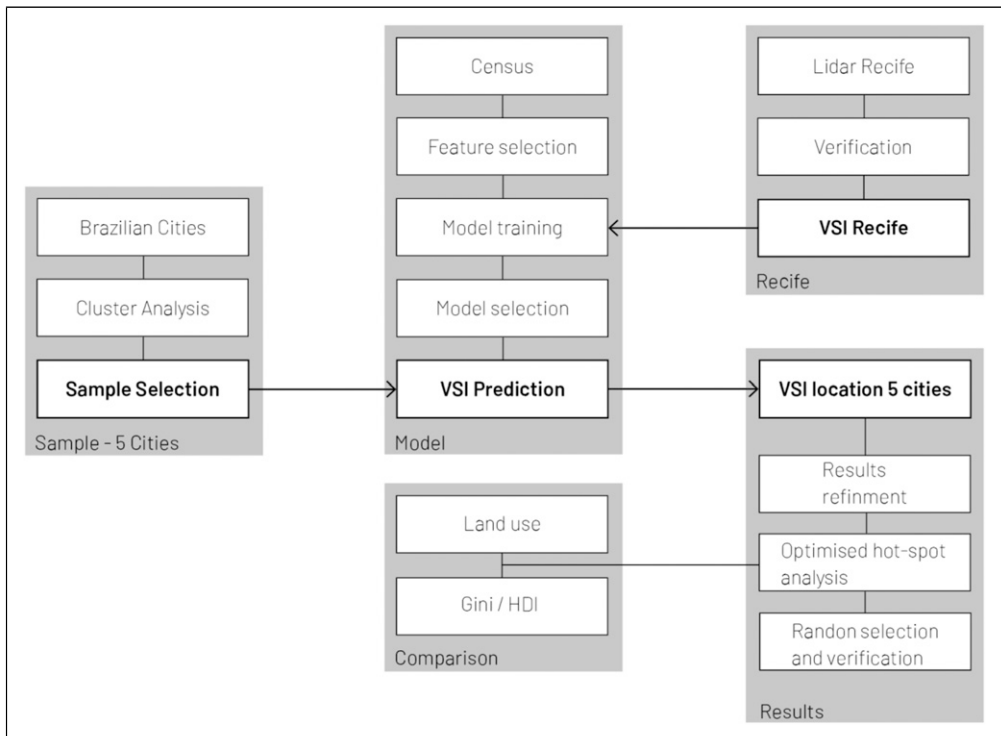 Brazilian Cities
Cluster Analysis
Sample Selection
Sample - 5 Cities
Census
Feature selection
Model training
Model selection
VSI Prediction
Model
Lidar Recife
Verification
VSI Recife
Recife
Land use
Gini / HDI
Comparison
VSI location 5 cities
Results
refinment
Optimised hot-spot
analysis
Randon selection
and verification
Results